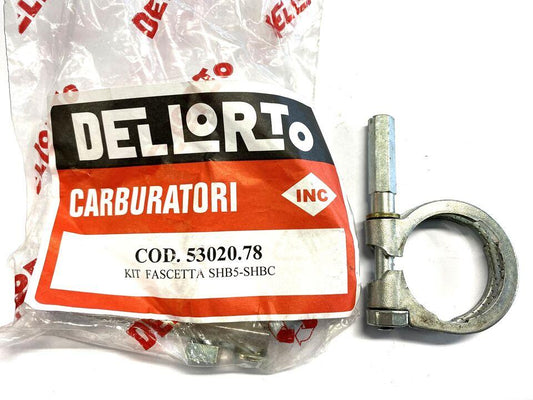 DELLORTO
CARBURATORI
INC
COD. 53020.78
KIT FASCETTA SHB5-SHBC